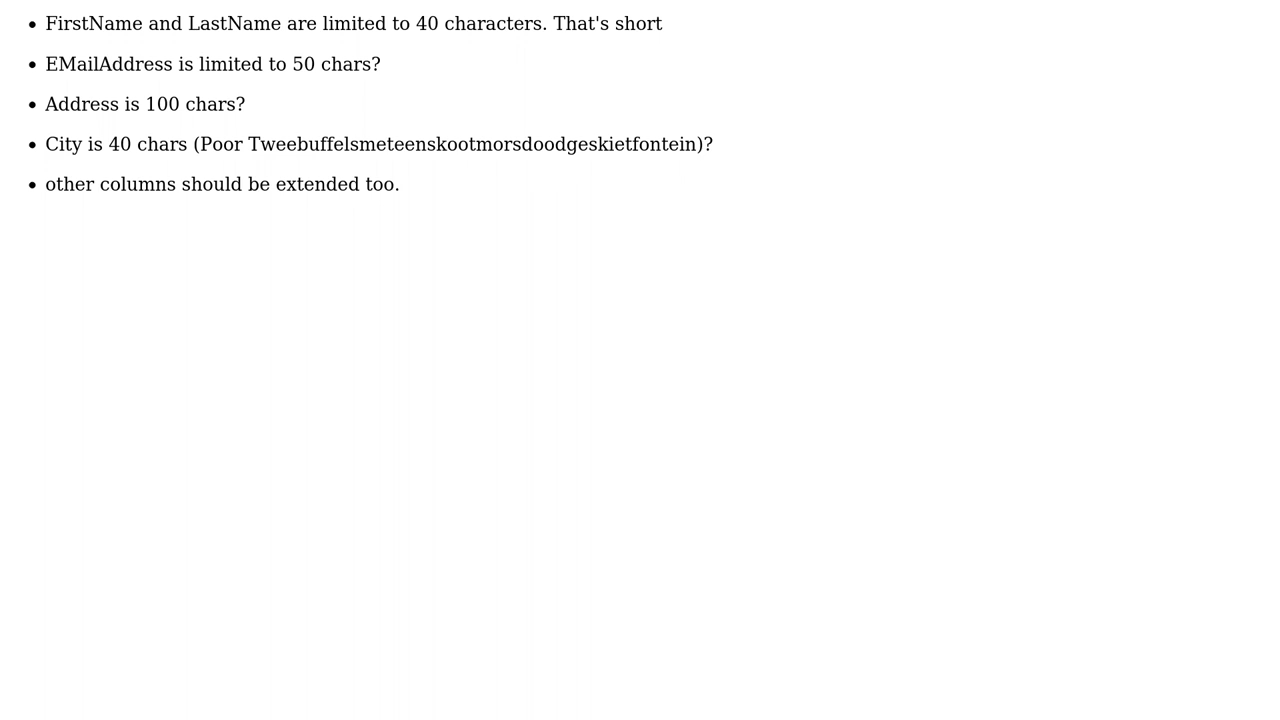 • FirstName and LastName are limited to 40 characters. That's short
• EMailAddress is limited to 50 chars?
• Address is 100 chars?
• City is 40 chars (Poor Tweebuffelsmeteenskootmorsdoodgeskietfontein)?
• other columns should be extended too.